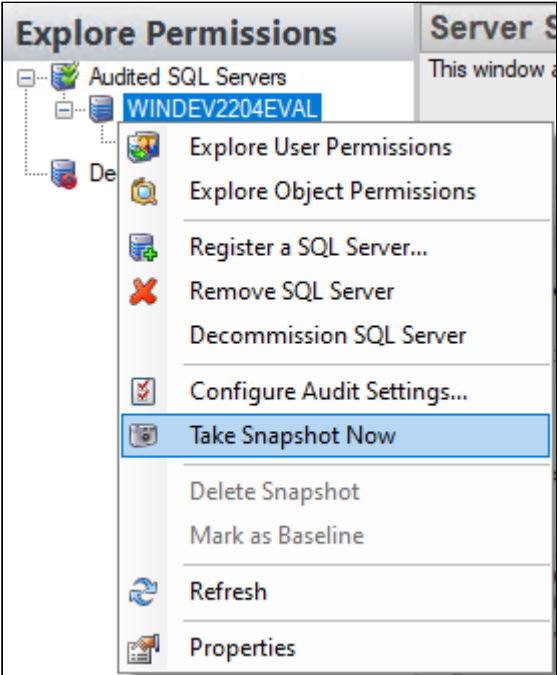 Explore Permissions
Server S
This window a
Audited SQL Servers
WINDEV2204EVAL
De
Explore User Permissions
Explore Object Permissions
Register a SQL Server...
Remove SQL Server
Decommission SQL Server
Configure Audit Settings...
Take Snapshot Now
Delete Snapshot
Mark as Baseline
Refresh
Properties